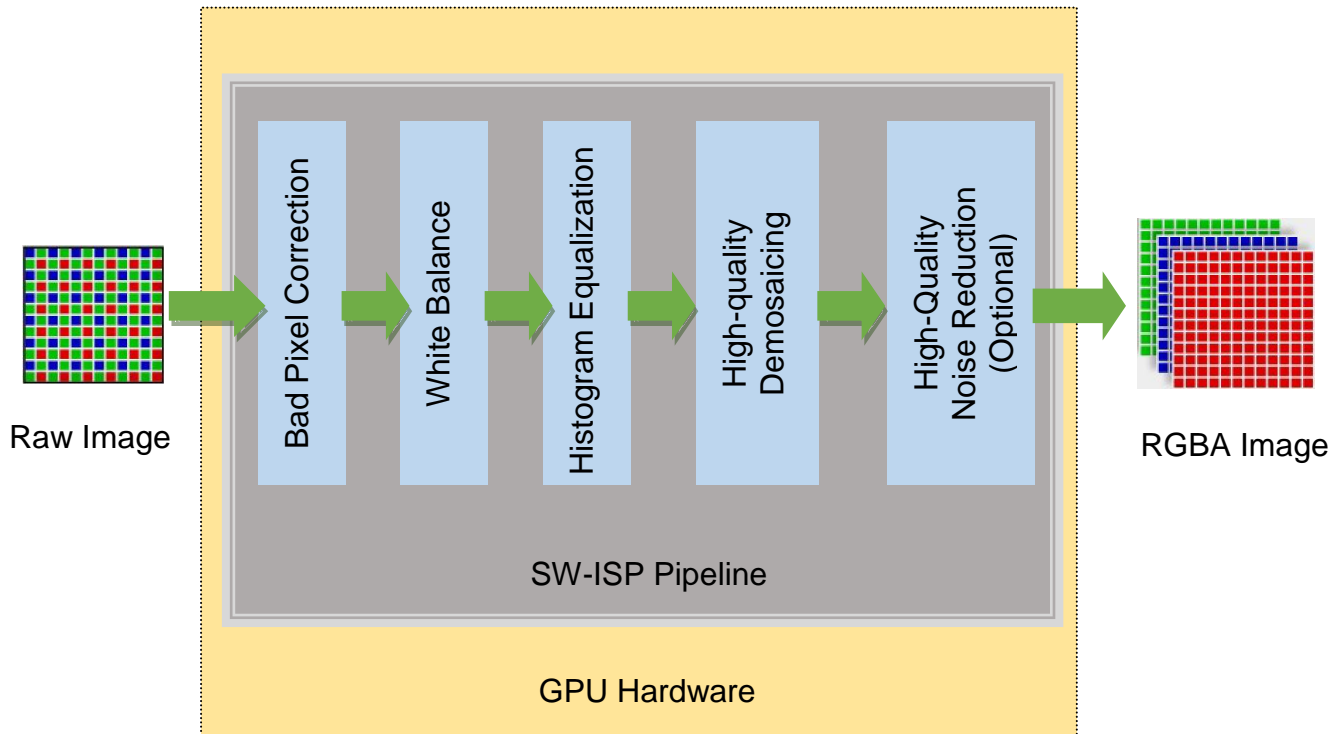 Raw Image
Bad Pixel Correction
White Balance
Histogram Equalization
High-quality
Demosaicing
High-Quality
Noise Reduction
(Optional)
RGBA Image
SW-ISP Pipeline
GPU Hardware